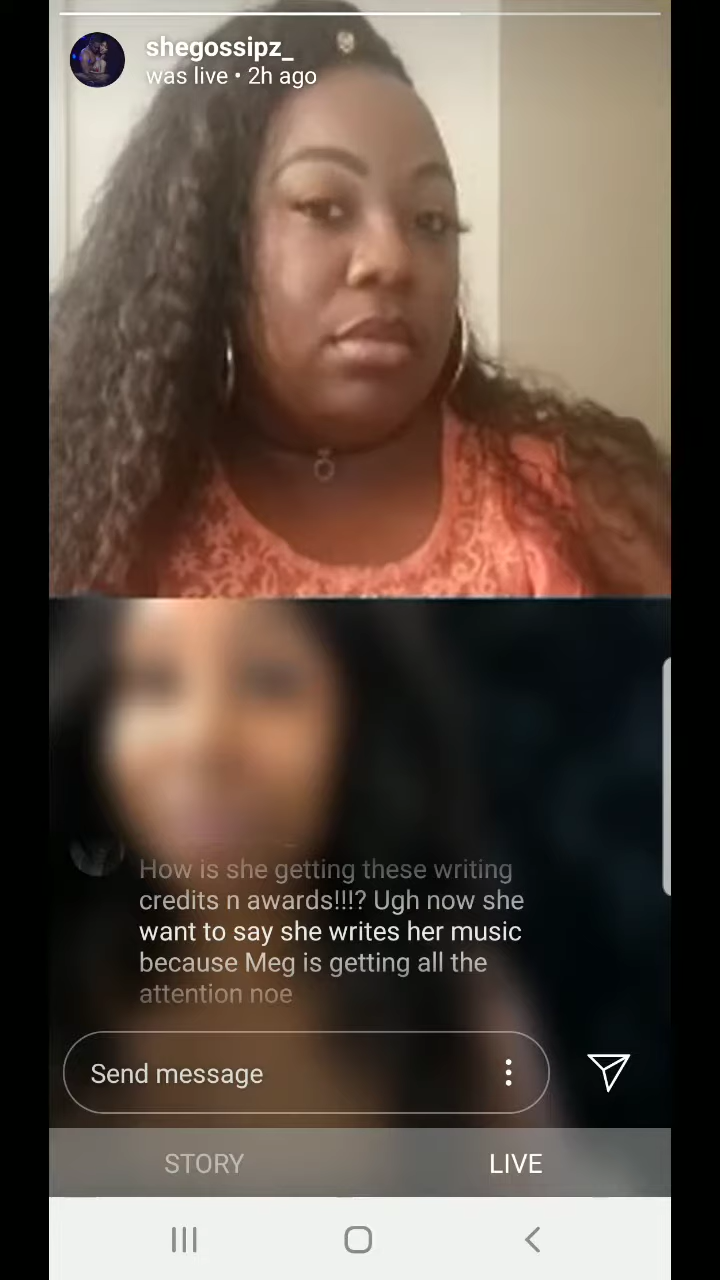 shegossipz_
was live • 2h ago
How is she getting these writing
credits n awards!!!? Ugh now she
want to say she writes her music
because Meg is getting all the
attention noe
Send message
STORY
LIVE